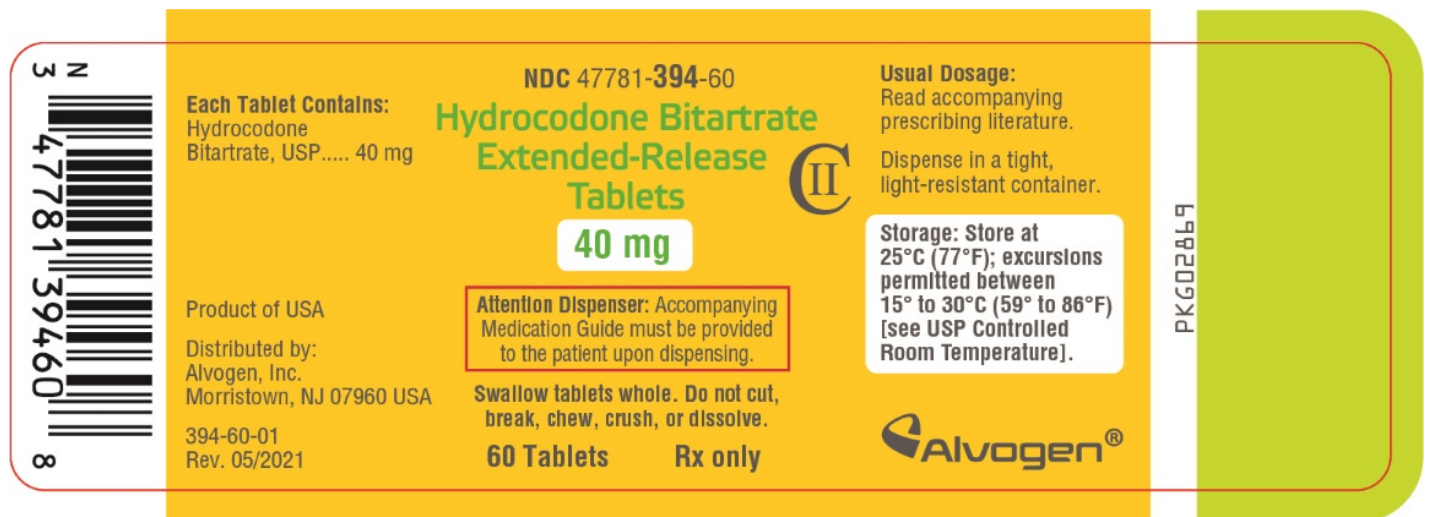 N
3 47781 39460 8
Each Tablet Contains:
Hydrocodone
Bitartrate, USP..... 40 mg
Product of USA
Distributed by:
Alvogen, Inc.
Morristown, NJ 07960 USA
394-60-01
Rev. 05/2021
NDC 47781-394-60
Hydrocodone Bitartrate
Extended-Release
Tablets
CII
40 mg
Attention Dispenser: Accompanying
Medication Guide must be provided
to the patient upon dispensing.
Swallow tablets whole. Do not cut,
break, chew, crush, or dissolve.
60 Tablets Rx only
Usual Dosage:
Read accompanying
prescribing literature.
Dispense in a tight,
light-resistant container.
Storage: Store at
25°C (77°F); excursions
permitted between
15° to 30°C (59° to 86°F)
[see USP Controlled
Room Temperature].
Alvogen®
PKG02869